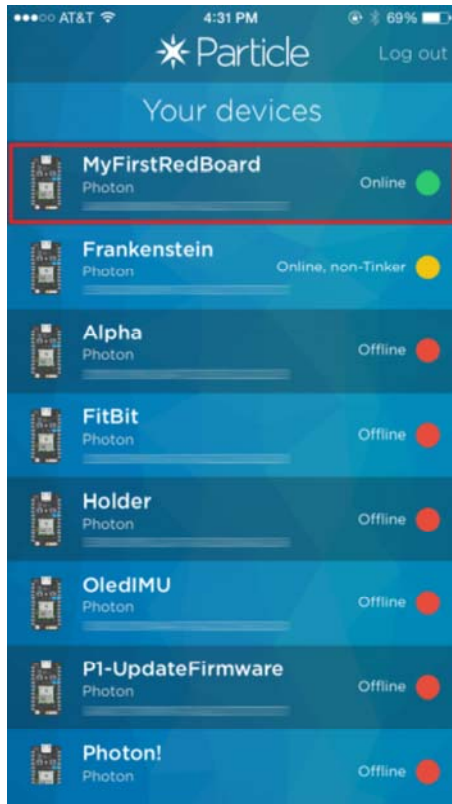 AT&T 4:31 PM 69%
Particle Log out
Your devices
MyFirstRedBoard
Photon Online
Frankenstein
Photon Online, non-Tinker
Alpha
Photon Offline
FitBit
Photon Offline
Holder
Photon Offline
OledIMU
Photon Offline
P1-UpdateFirmware
Photon Offline
Photon!
Photon Offline